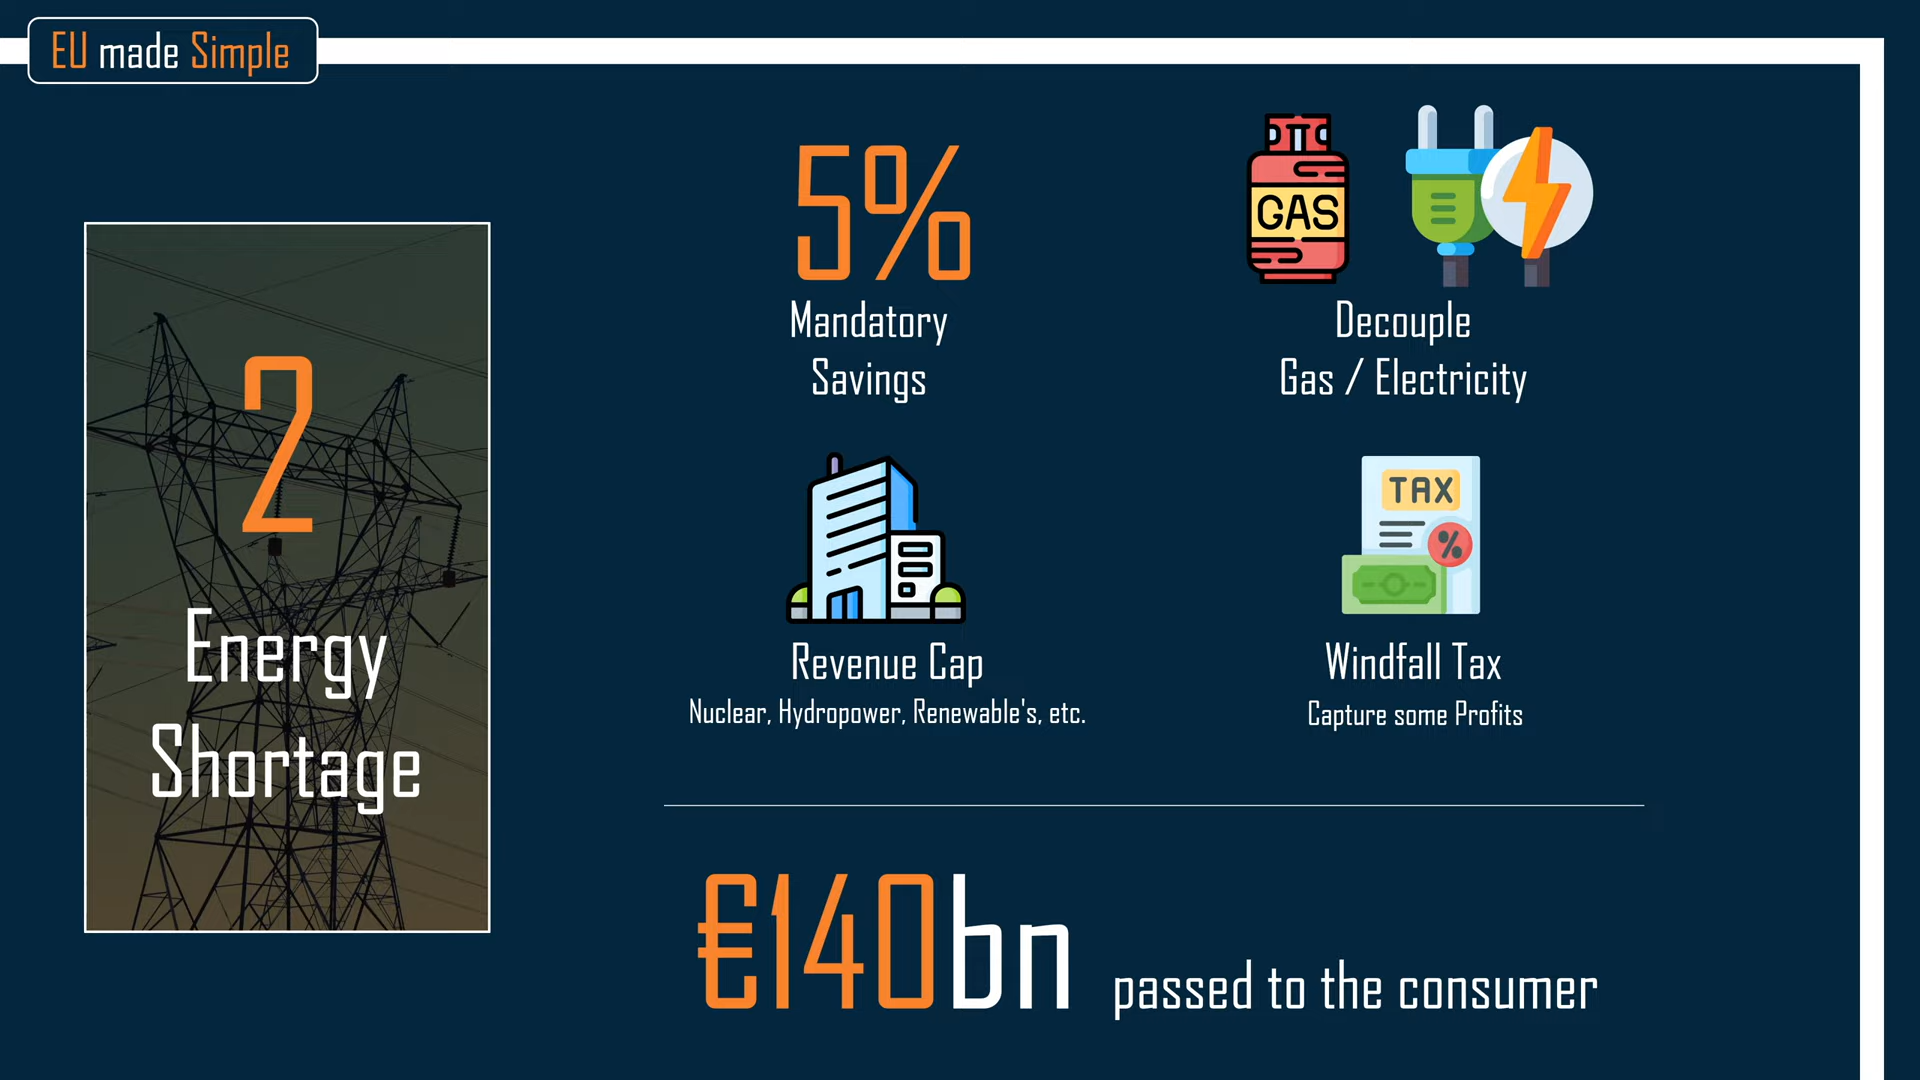 EU made Simple
2
Energy
Shortage
5%
Mandatory
Savings
GAS
Decouple
Gas / Electricity
Revenue Cap
Nuclear, Hydropower, Renewable's, etc.
TAX
%
Windfall Tax
Capture some Profits
€140bn passed to the consumer